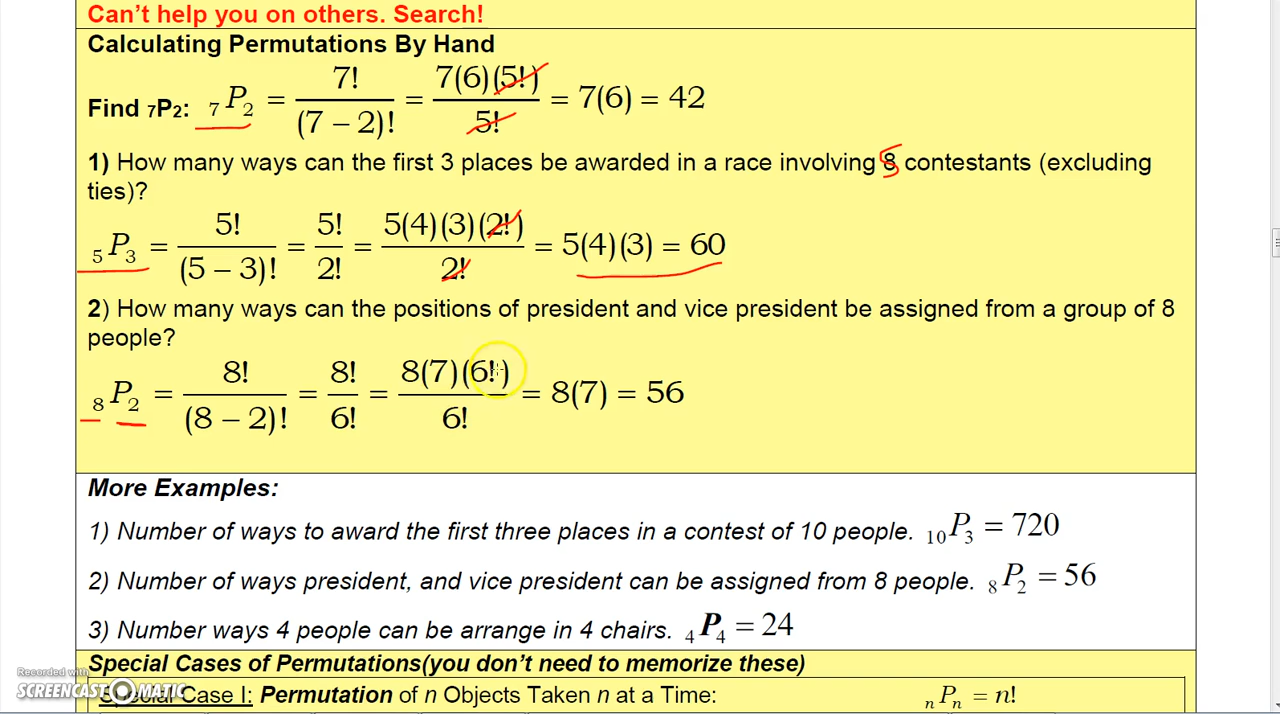 Can't help you on others. Search!
Calculating Permutations By Hand
Find ₇P₂: ₇P₂ = 7!/(7 – 2)! = 7(6)(5!)/5! = 7(6) = 42
1) How many ways can the first 3 places be awarded in a race involving 5 contestants (excluding
ties)?
₅P₃ = 5!/(5 – 3)! = 5!/2! = 5(4)(3)(2!)/2! = 5(4)(3) = 60
2) How many ways can the positions of president and vice president be assigned from a group of 8
people?
₈P₂ = 8!/(8 – 2)! = 8!/6! = 8(7)(6!)/6! = 8(7) = 56
More Examples:
1) Number of ways to award the first three places in a contest of 10 people. ₁₀P₃ = 720
2) Number of ways president, and vice president can be assigned from 8 people. ₈P₂ = 56
3) Number ways 4 people can be arrange in 4 chairs. ₄P₄ = 24
Special Cases of Permutations(you don't need to memorize these)
Special Case I: Permutation of n Objects Taken n at a Time: ₙPₙ = n!
Recorded with
SCREENCAST MATIC